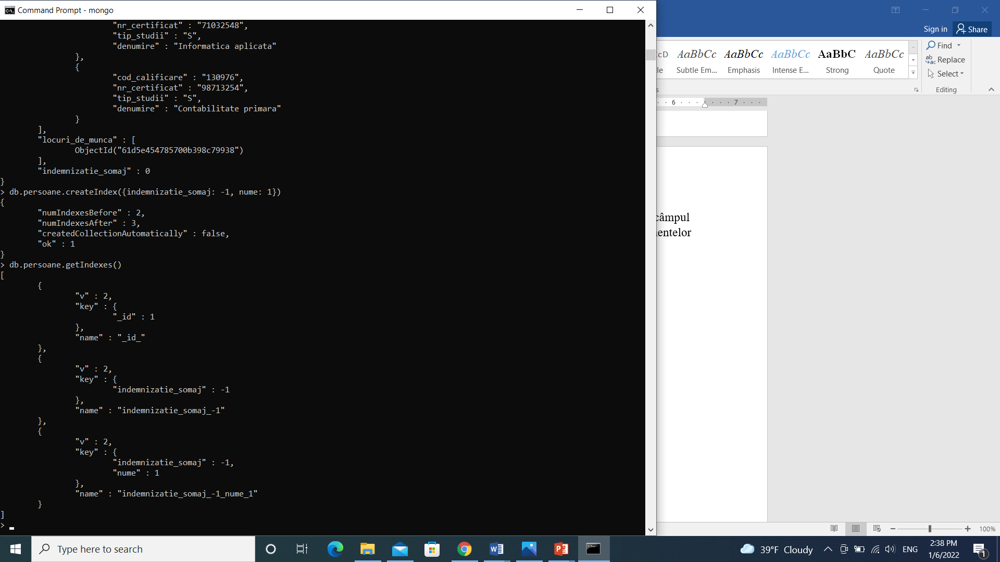 Command Prompt - mongo
"nr_certificat" : "71032548",
"tip_studii" : "S",
"denumire" : "Informatica aplicata"
},
{
"cod_calificare" : "130976",
"nr_certificat" : "98713254",
"tip_studii" : "S",
"denumire" : "Contabilitate primara"
}
],
"locuri_de_munca" : [
ObjectId("61d5e454785700b398c79938")
],
"indemnizatie_somaj" : 0
}
> db.persoane.createIndex({indemnizatie_somaj: -1, nume: 1})
{
"numIndexesBefore" : 2,
"numIndexesAfter" : 3,
"createdCollectionAutomatically" : false,
"ok" : 1
}
> db.persoane.getIndexes()
[
{
"v" : 2,
"key" : {
"_id" : 1
},
"name" : "_id_"
},
{
"v" : 2,
"key" : {
"indemnizatie_somaj" : -1
},
"name" : "indemnizatie_somaj_-1"
},
{
"v" : 2,
"key" : {
"indemnizatie_somaj" : -1,
"nume" : 1
},
"name" : "indemnizatie_somaj_-1_nume_1"
}
]
>
Sign in Share
AaBbCc AaBbCc AaBbCc AaBbC AaBbCc
Subtle Em... Emphasis Intense E... Strong Quote
Find
Replace
Select
Editing
6 7
câmpul
entelor
100%
Type here to search
39°F Cloudy
ENG
2:38 PM
1/6/2022
1